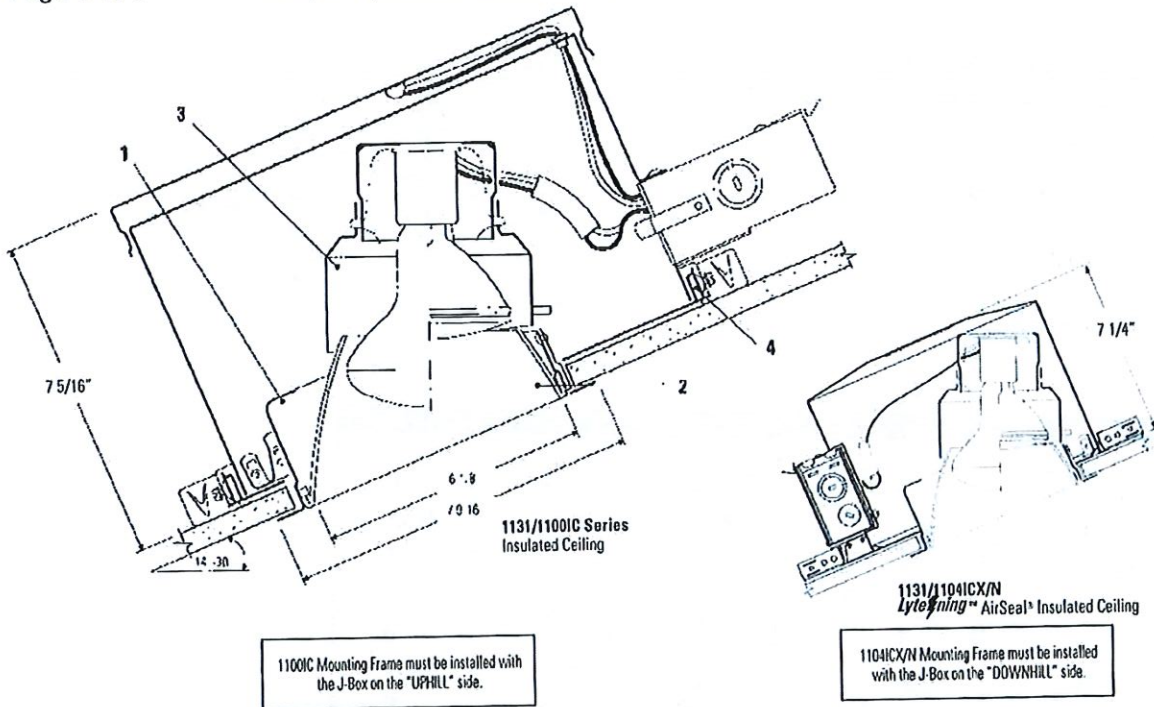 3
1
7 5/16"
4
2
7 1/4"
1131/1100IC Series
Insulated Ceiling
1131/1104ICX/N
Lytening™ AirSeal® Insulated Ceiling
1100IC Mounting Frame must be installed with
the J-Box on the "UPHILL" side.
1104ICX/N Mounting Frame must be installed
with the J-Box on the "DOWNHILL" side.